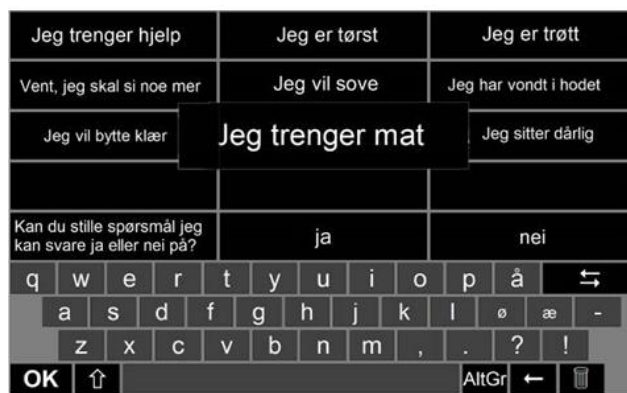 Jeg trenger hjelp
Jeg er tørst
Jeg er trøtt
Vent, jeg skal si noe mer
Jeg vil sove
Jeg har vondt i hodet
Jeg vil bytte klær
Jeg trenger mat
Jeg sitter dårlig
Kan du stille spørsmål jeg
kan svare ja eller nei på?
ja
nei
q w e r t y u i o p å
a s d f g h j k l ø æ -
z x c v b n m , . ? !
OK AltGr